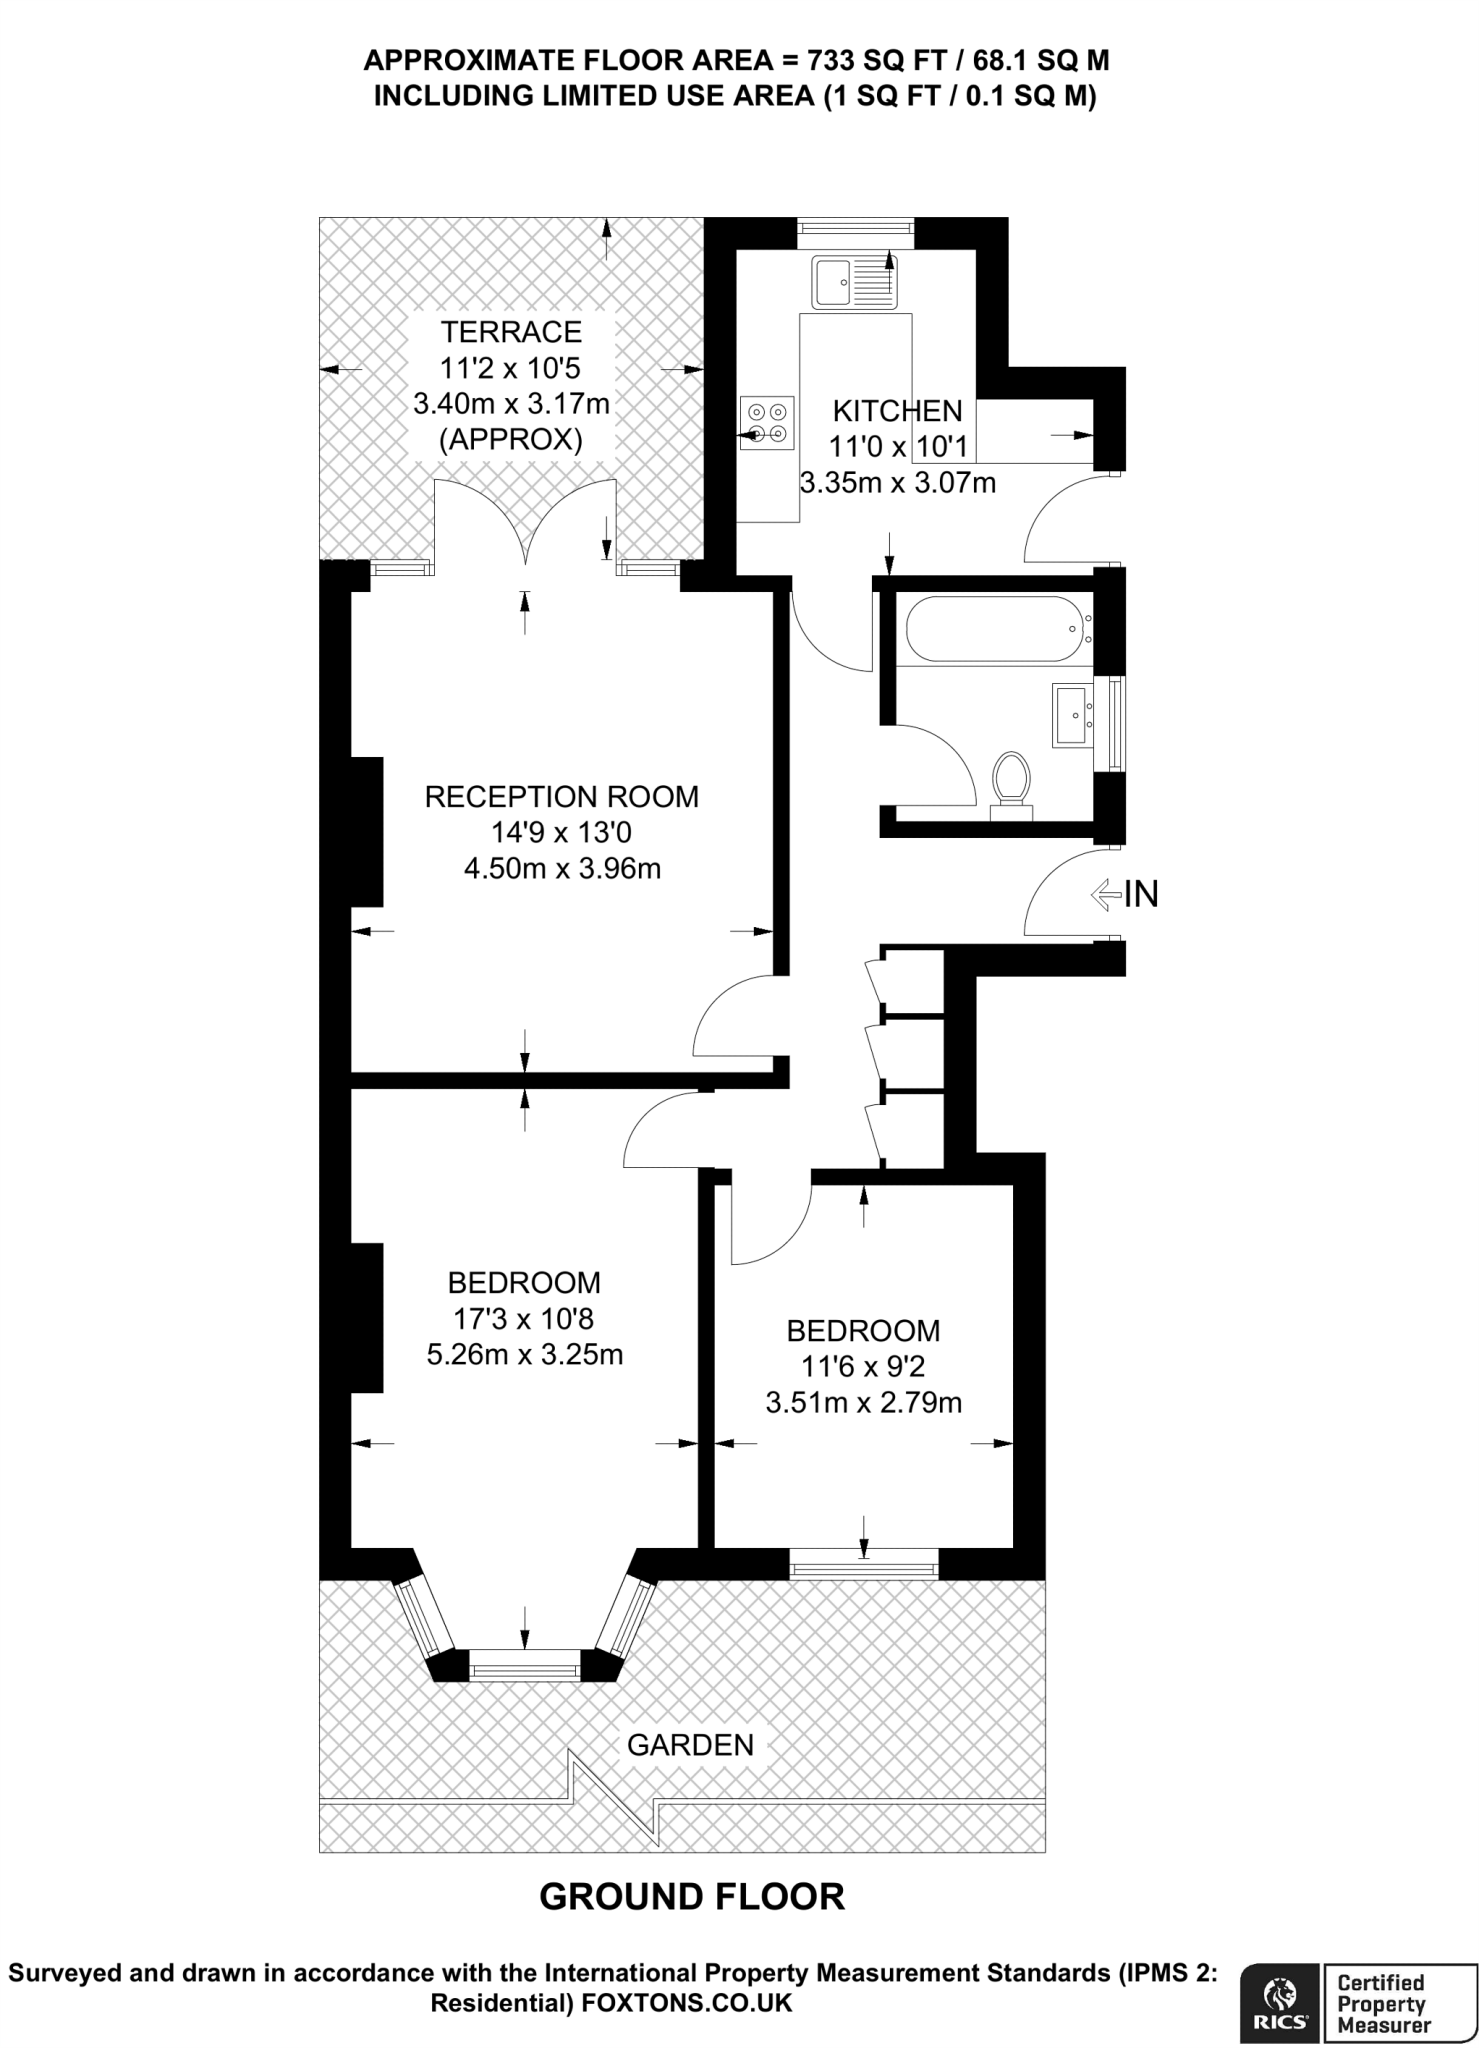 APPROXIMATE FLOOR AREA = 733 SQ FT / 68.1 SQ M
INCLUDING LIMITED USE AREA (1 SQ FT / 0.1 SQ M)
TERRACE
11'2 x 10'5
3.40m x 3.17m
(APPROX)
KITCHEN
11'0 x 10'1
3.35m x 3.07m
RECEPTION ROOM
14'9 x 13'0
4.50m x 3.96m
IN
BEDROOM
17'3 x 10'8
5.26m x 3.25m
BEDROOM
11'6 x 9'2
3.51m x 2.79m
GARDEN
GROUND FLOOR
Surveyed and drawn in accordance with the International Property Measurement Standards (IPMS 2:
Residential) FOXTONS.CO.UK
RICS
Certified
Property
Measurer